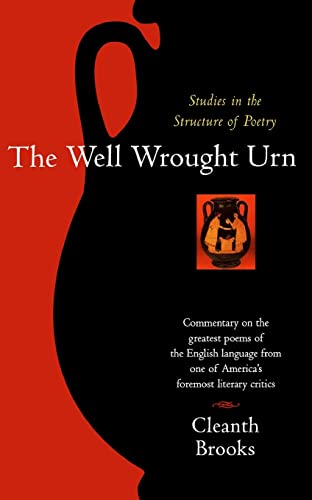 Studies in the
Structure of Poetry
The Well Wrought Urn
Commentary on the
greatest poems of
the English language from
one of America's
foremost literary critics
Cleanth
Brooks